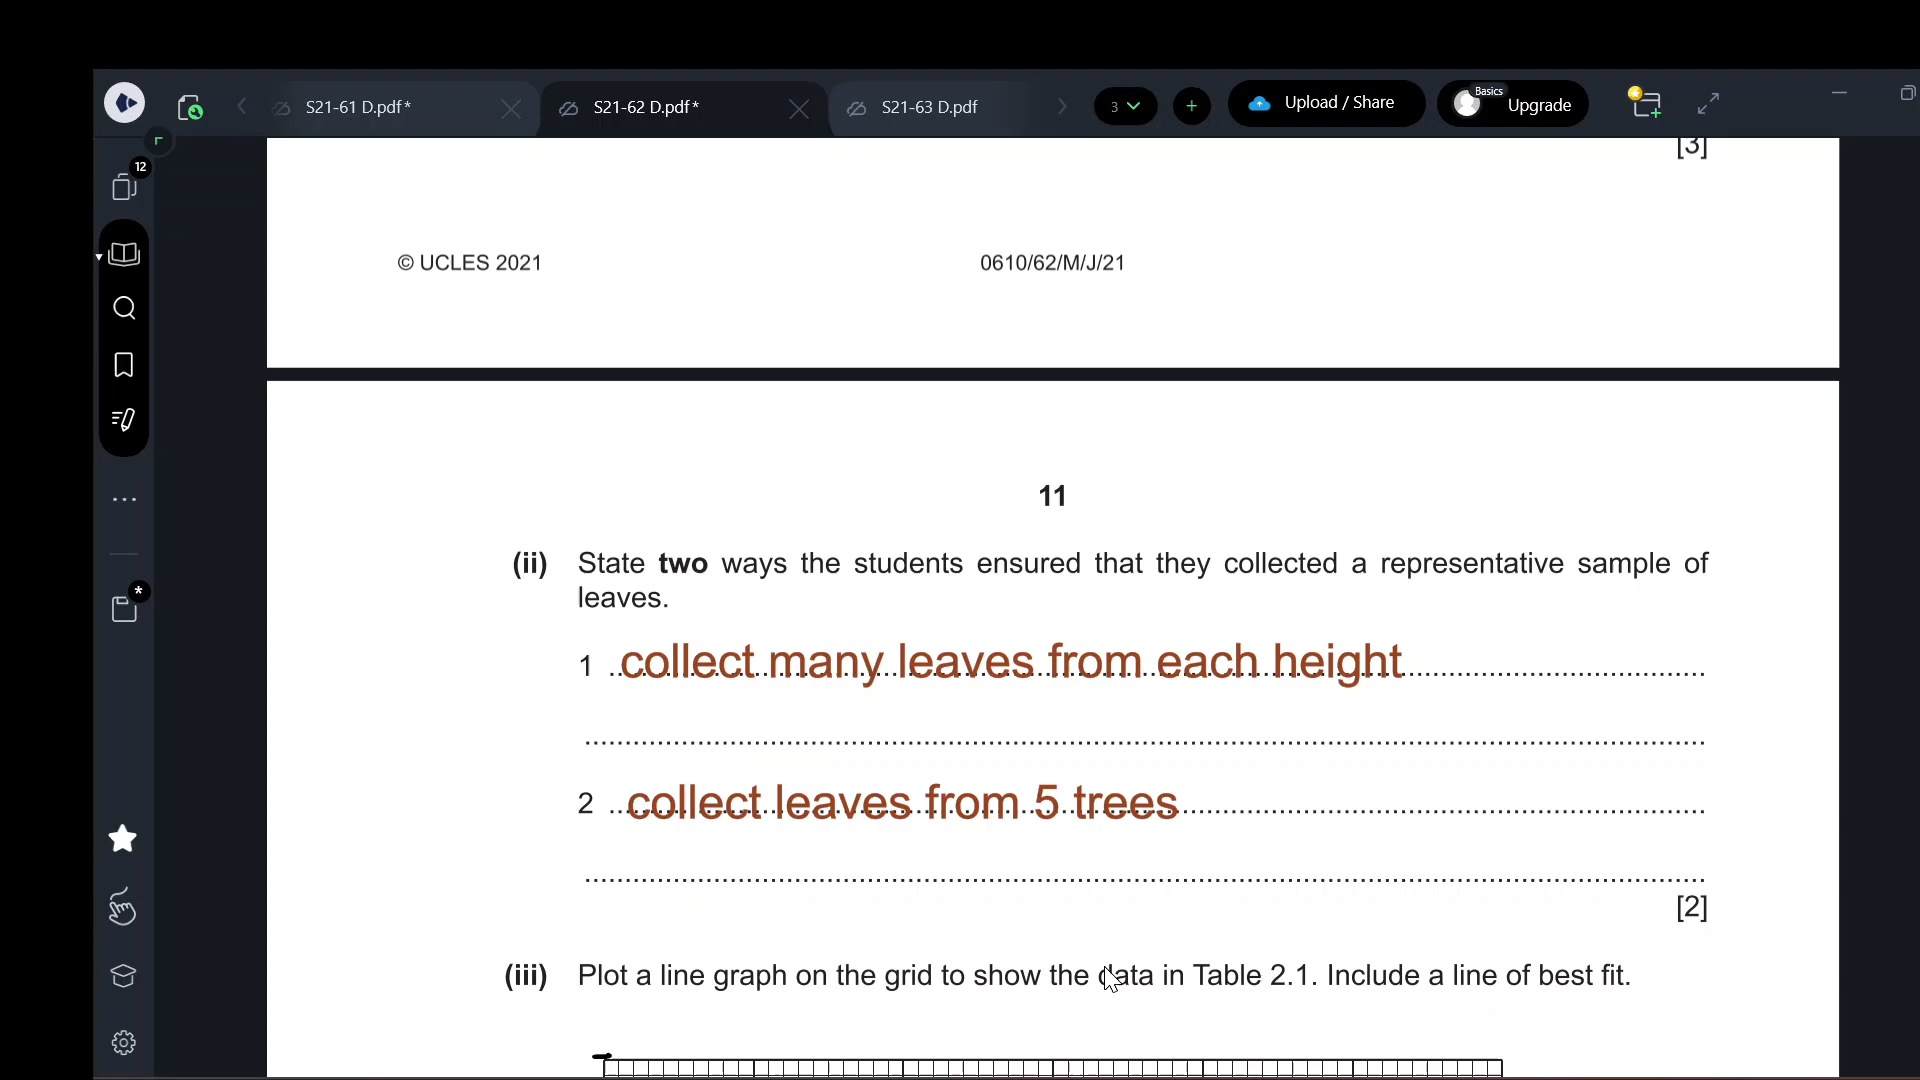 S21-61 D.pdf*
S21-62 D.pdf*
S21-63 D.pdf
3
+
Upload / Share
Basics
Upgrade
12
[3]
© UCLES 2021
0610/62/M/J/21
11
(ii) State two ways the students ensured that they collected a representative sample of
leaves.
1 collect many leaves from each height
2 collect leaves from 5 trees
[2]
(iii) Plot a line graph on the grid to show the data in Table 2.1. Include a line of best fit.